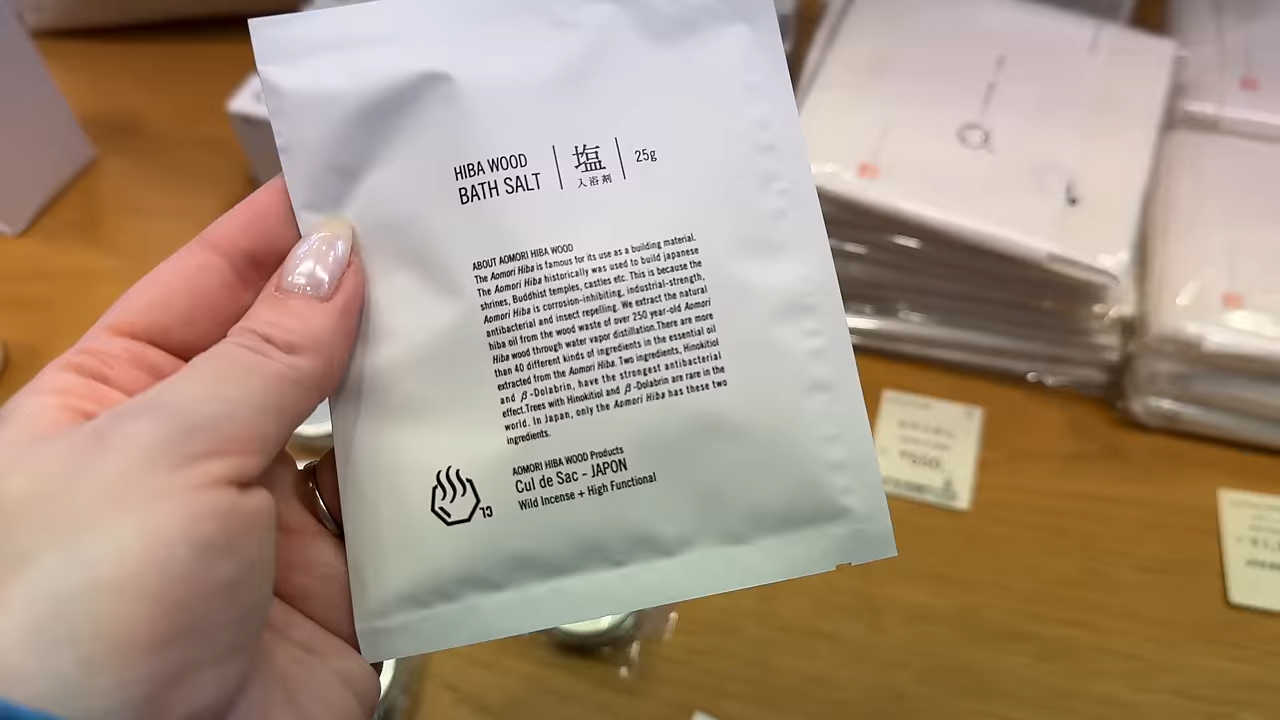 HIBA WOOD
BATH SALT
塩
入浴剤
25g
ABOUT AOMORI HIBA WOOD
The Aomori Hiba is famous for its use as a building material.
The Aomori Hiba historically was used to build japanese
shrines, Buddhist temples, castles etc. This is because the
Aomori Hiba is corrosion-inhibiting, industrial-strength,
antibacterial and insect repelling. We extract the natural
hiba oil from the wood waste of over 250 year-old Aomori
Hiba wood through water vapor distillation.There are more
than 40 different kinds of ingredients in the essential oil
extracted from the Aomori Hiba. Two ingredients, Hinokitiol
and β-Dolabrin, have the strongest antibacterial
effect.Trees with Hinokitiol and β-Dolabrin are rare in the
world. In Japan, only the Aomori Hiba has these two
ingredients.
AOMORI HIBA WOOD Products
Cul de Sac - JAPON
Wild Incense + High Functional